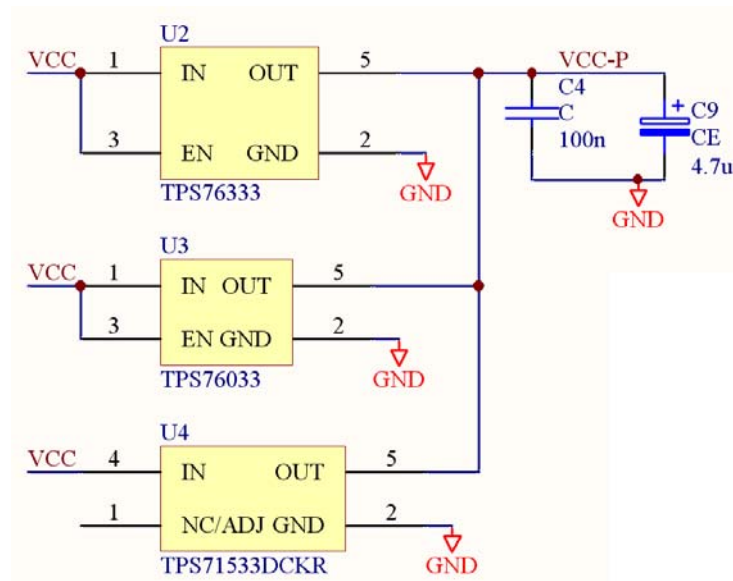 U2
VCC 1 IN OUT 5 VCC-P
C4
C
100n
+ C9
CE
4.7u
3 EN GND 2
GND
GND
TPS76333
U3
VCC 1 IN OUT 5
3 EN GND 2
GND
TPS76033
U4
VCC 4 IN OUT 5
1 NC/ADJ GND 2
GND
TPS71533DCKR